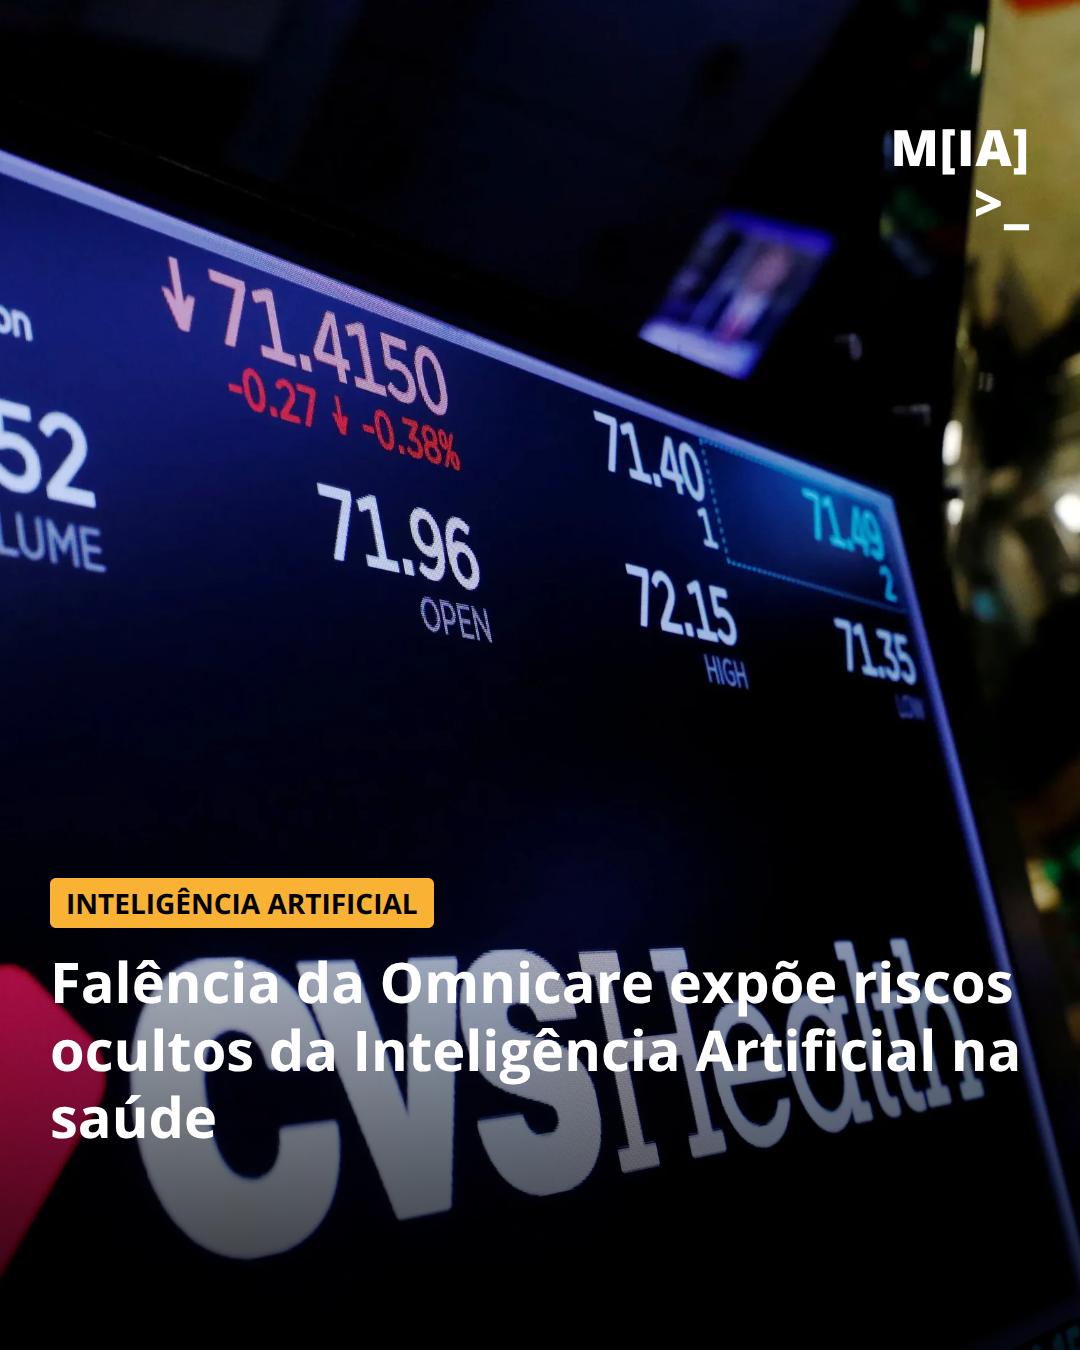 M[IA]
>_
on
↓71.4150
-0.27 ↓ -0.38%
52
LUME
71.96
OPEN
71.40
1
71.49
2
72.15
HIGH
71.35
LOW
INTELIGÊNCIA ARTIFICIAL
Falência da Omnicare expõe riscos
ocultos da Inteligência Artificial na
saúde
CVSHealth